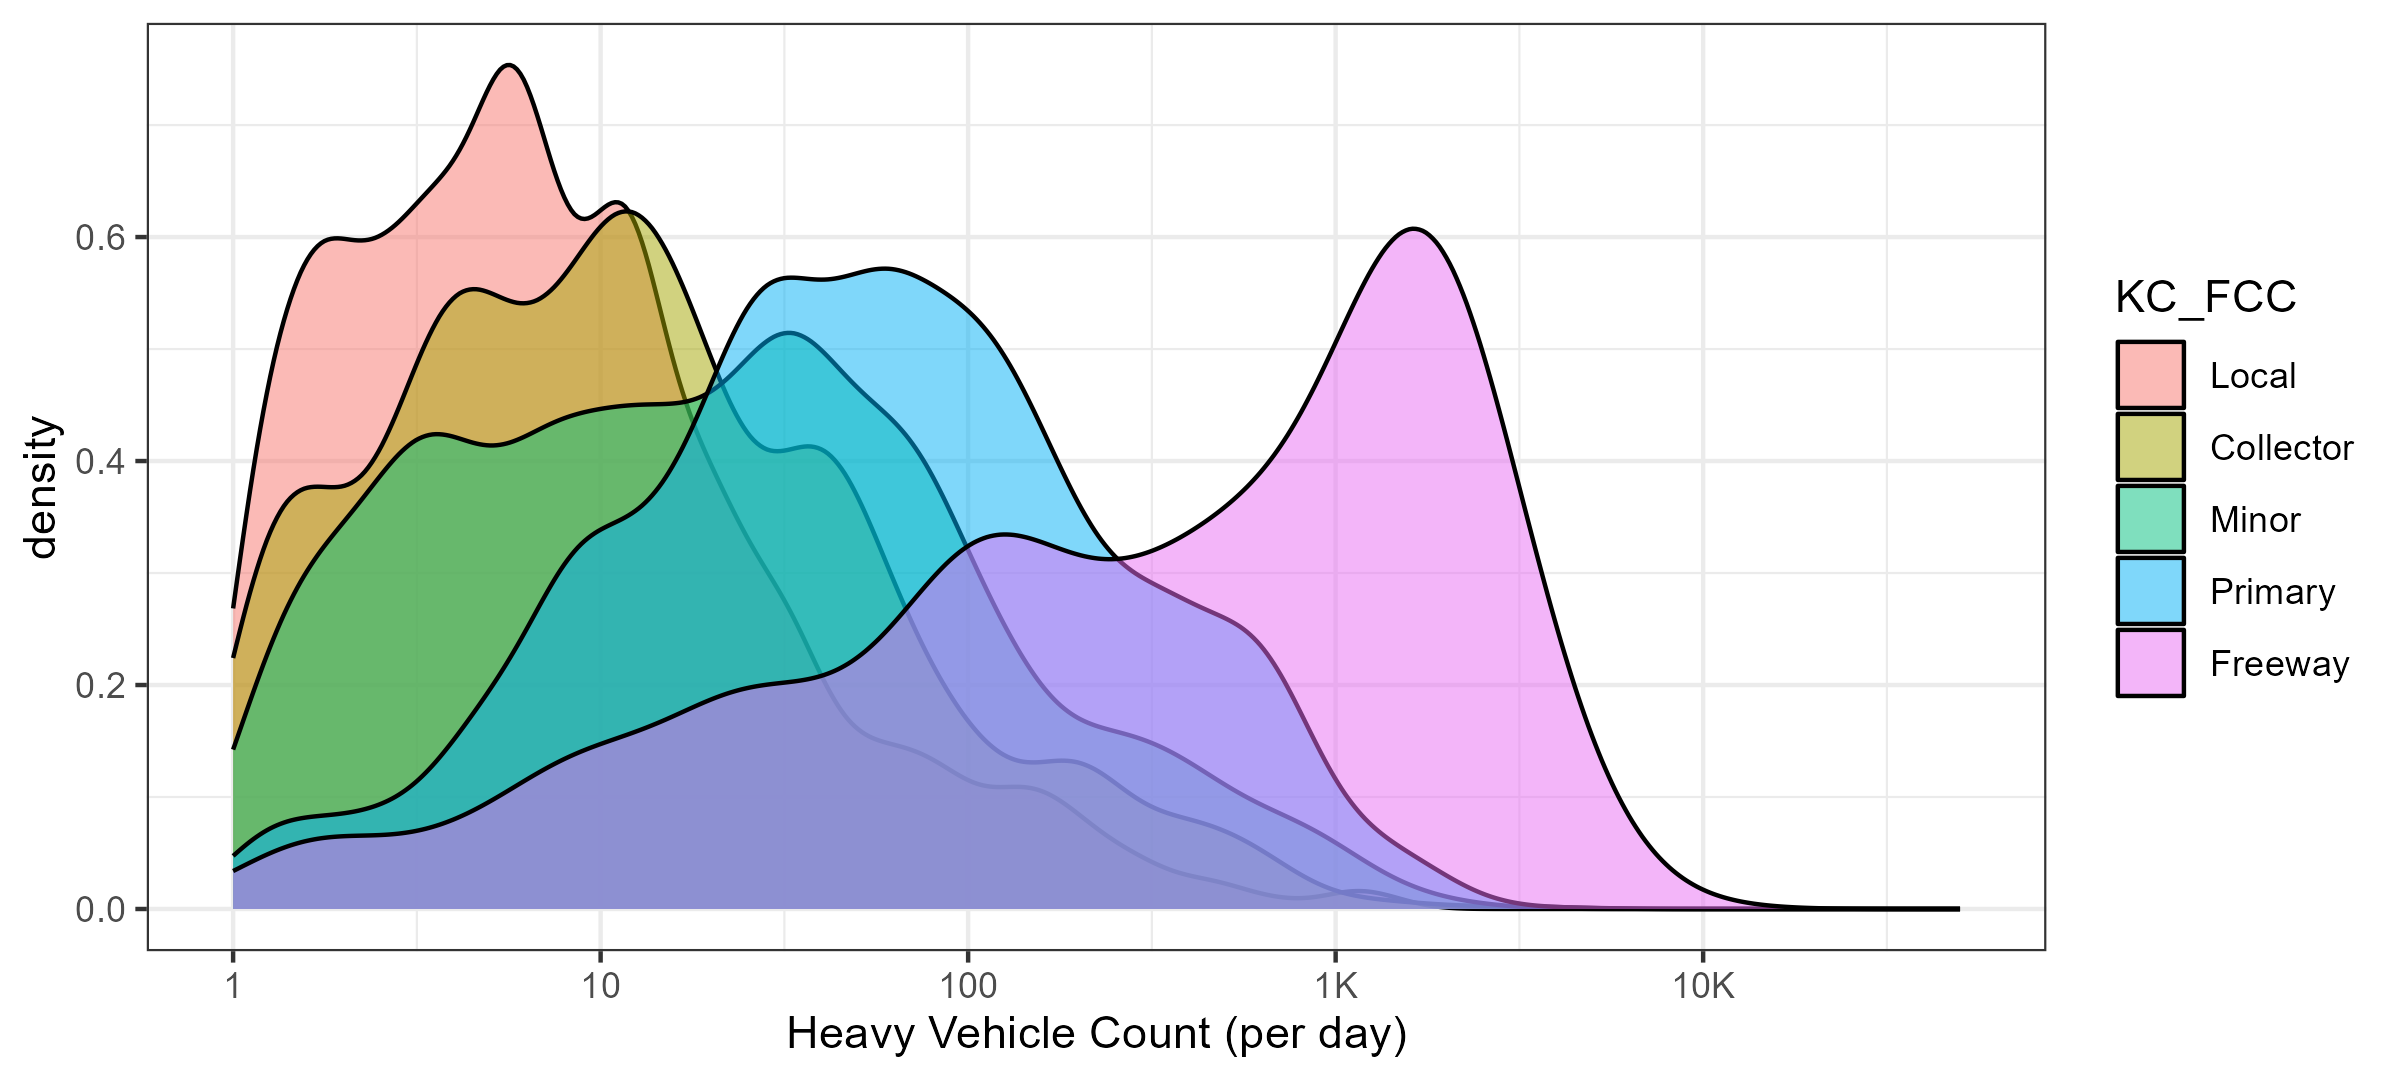 density
0.6
0.4
0.2
0.0
1 10 100 1K 10K
Heavy Vehicle Count (per day)
KC_FCC
Local
Collector
Minor
Primary
Freeway